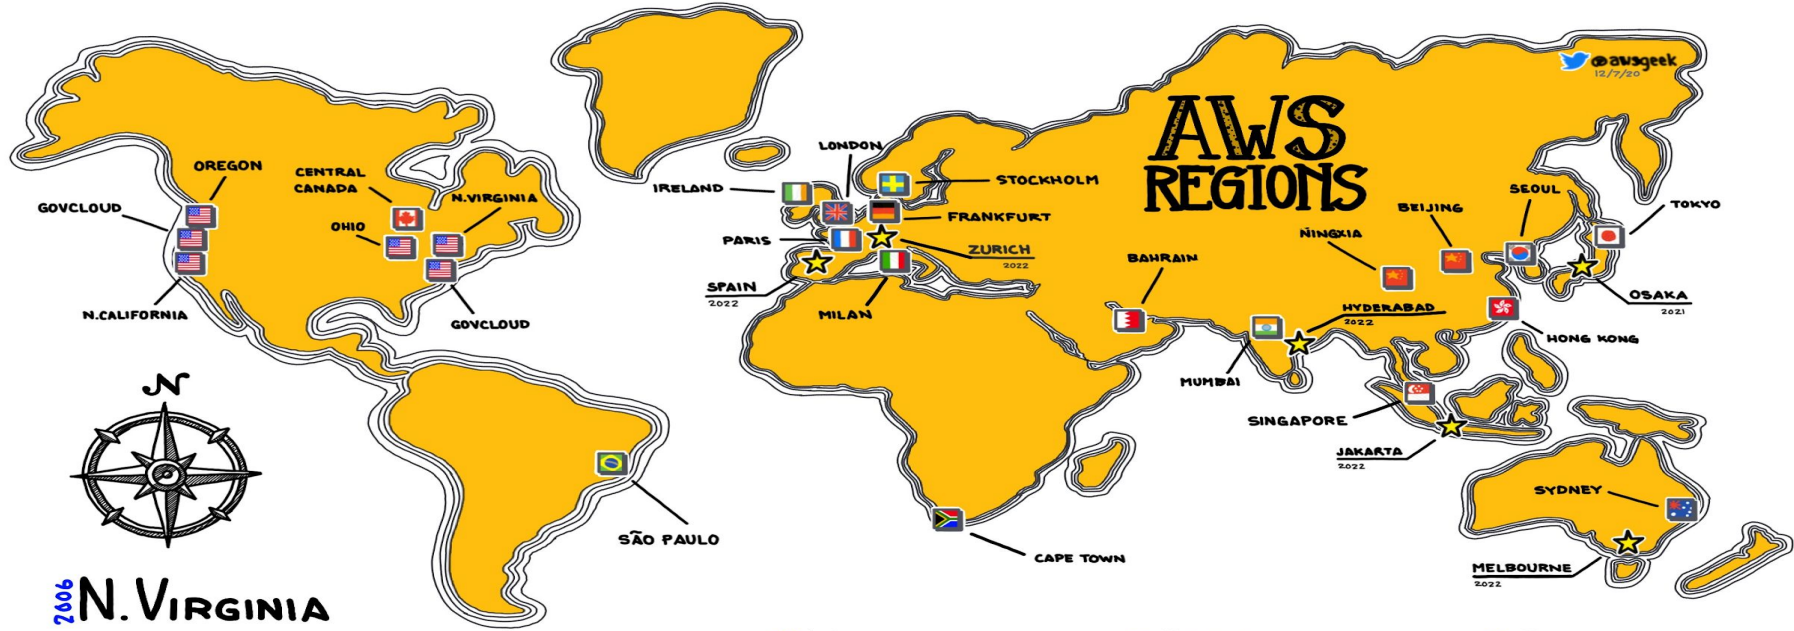 @awsgeek
12/7/20
AWS
REGIONS
OREGON
CENTRAL
CANADA
GOVCLOUD
N.VIRGINIA
OHIO
N.CALIFORNIA
GOVCLOUD
SÃO PAULO
LONDON
IRELAND
STOCKHOLM
FRANKFURT
PARIS
ZURICH
2022
SPAIN
2022
MILAN
BAHRAIN
CAPE TOWN
SEOUL
BEIJING
TOKYO
NINGXIA
OSAKA
2021
HYDERABAD
2022
HONG KONG
MUMBAI
SINGAPORE
JAKARTA
2022
SYDNEY
MELBOURNE
2022
N
2006
N. VIRGINIA